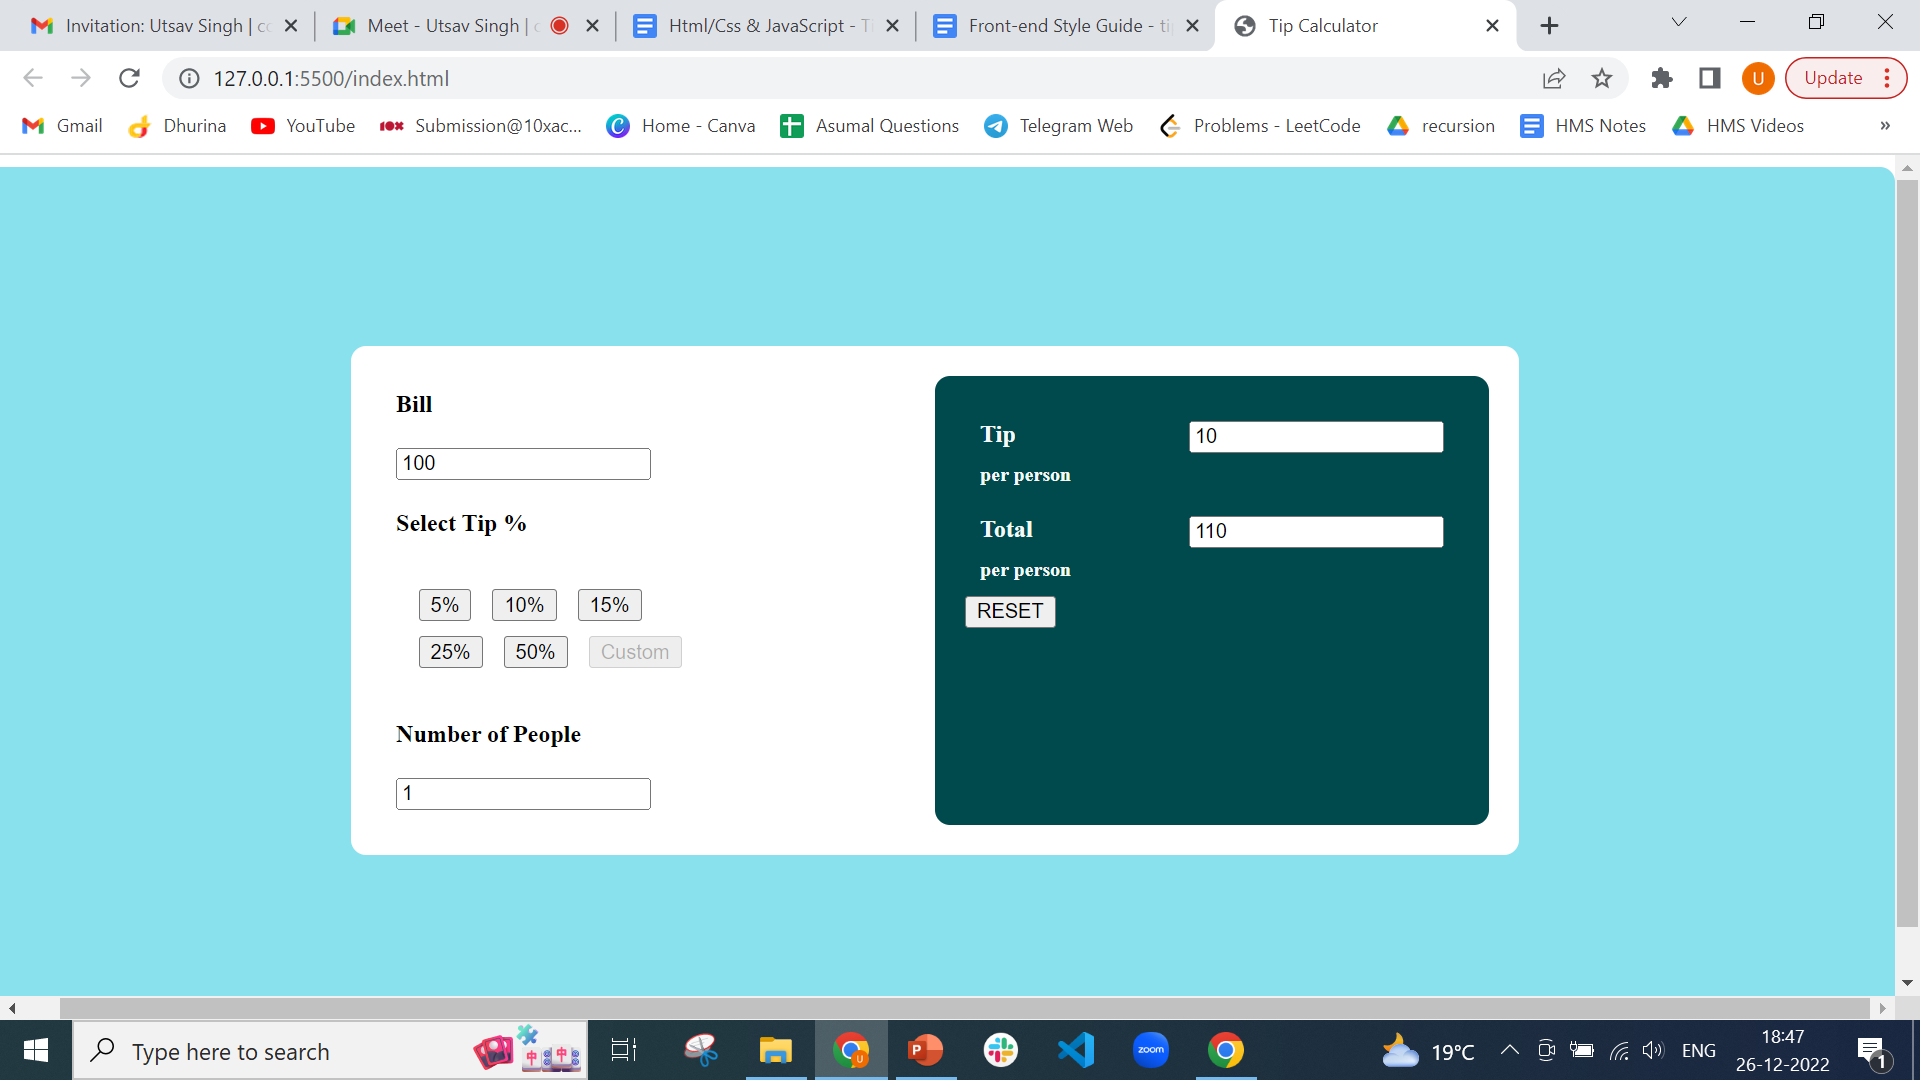 Invitation: Utsav Singh | cc
Meet - Utsav Singh |
Html/Css & JavaScript - Ti
Front-end Style Guide - ti
Tip Calculator
127.0.0.1:5500/index.html
U
Update
Gmail
Dhurina
YouTube
Submission@10xac...
Home - Canva
Asumal Questions
Telegram Web
Problems - LeetCode
recursion
HMS Notes
HMS Videos
»
Bill
100
Select Tip %
5%
10%
15%
25%
50%
Custom
Number of People
1
Tip
10
per person
Total
110
per person
RESET
Type here to search
zoom
19°C
ENG
18:47
26-12-2022
1